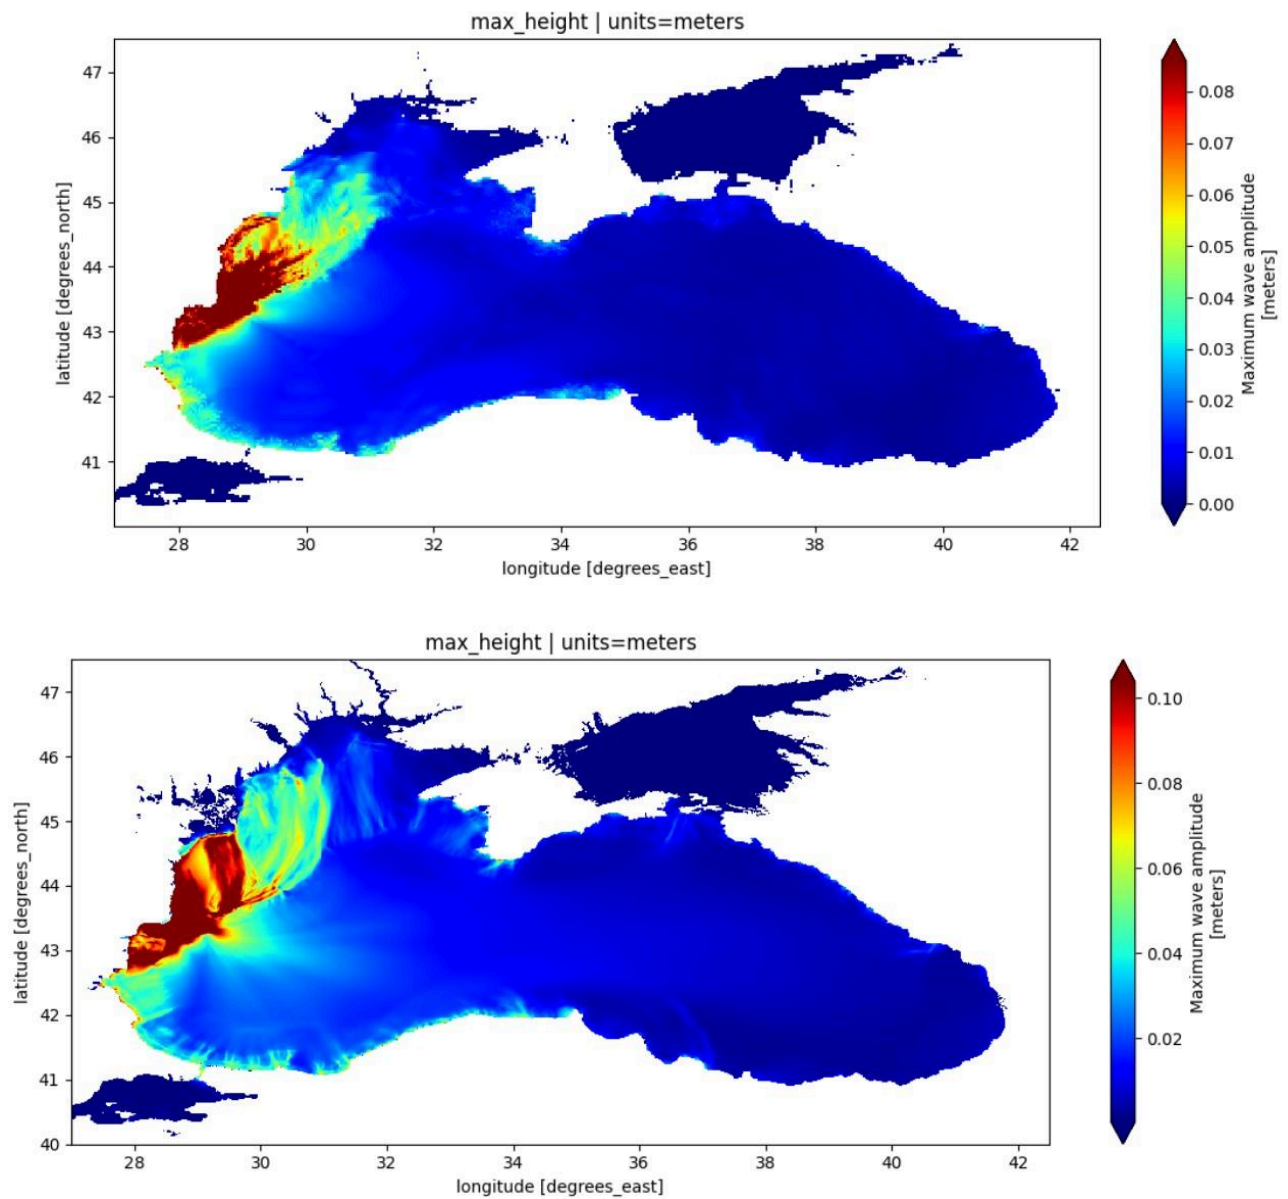 max_height | units=meters
47
46
45
44
43
42
41
latitude [degrees_north]
28 30 32 34 36 38 40 42
longitude [degrees_east]
0.08
0.07
0.06
0.05
0.04
0.03
0.02
0.01
0.00
Maximum wave amplitude
[meters]
max_height | units=meters
47
46
45
44
43
42
41
40
latitude [degrees_north]
28 30 32 34 36 38 40 42
longitude [degrees_east]
0.10
0.08
0.06
0.04
0.02
Maximum wave amplitude
[meters]